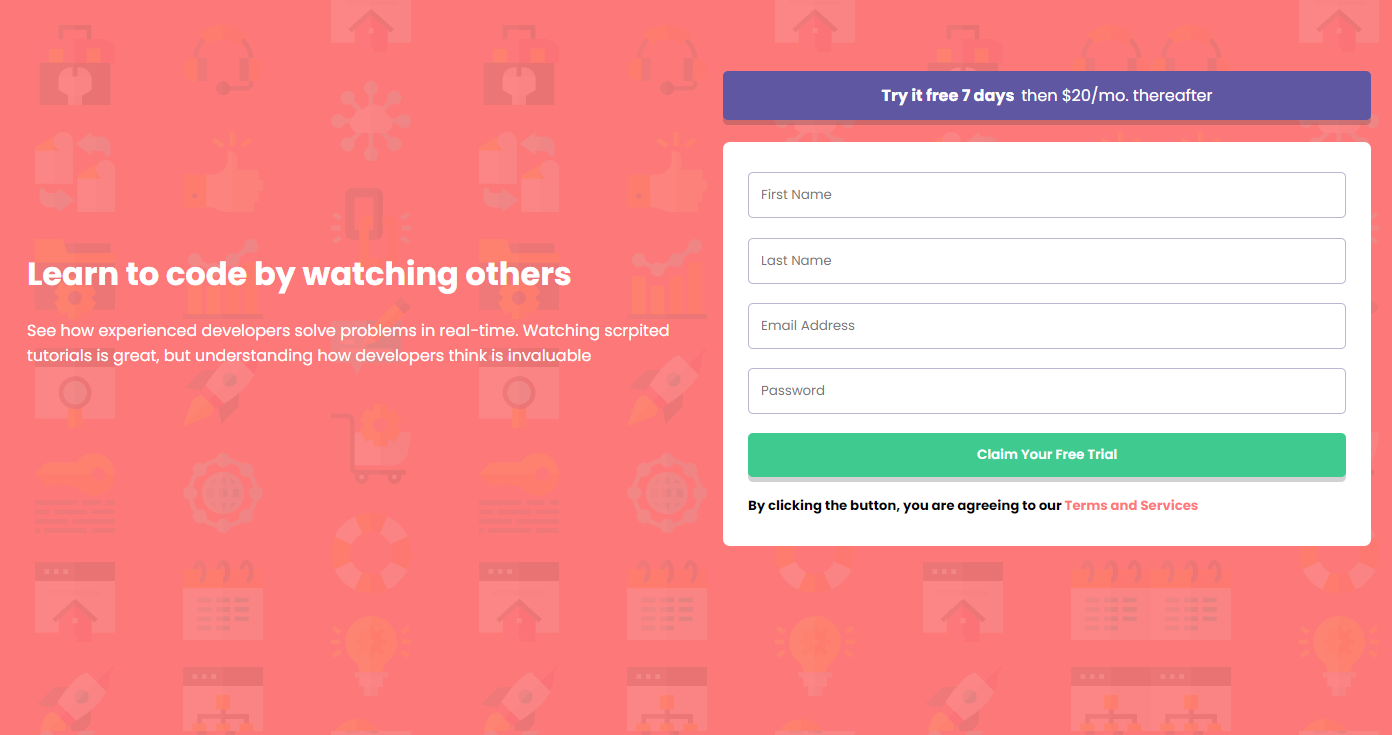 Learn to code by watching others
See how experienced developers solve problems in real-time. Watching scrpited
tutorials is great, but understanding how developers think is invaluable
Try it free 7 days then $20/mo. thereafter
First Name
Last Name
Email Address
Password
Claim Your Free Trial
By clicking the button, you are agreeing to our Terms and Services